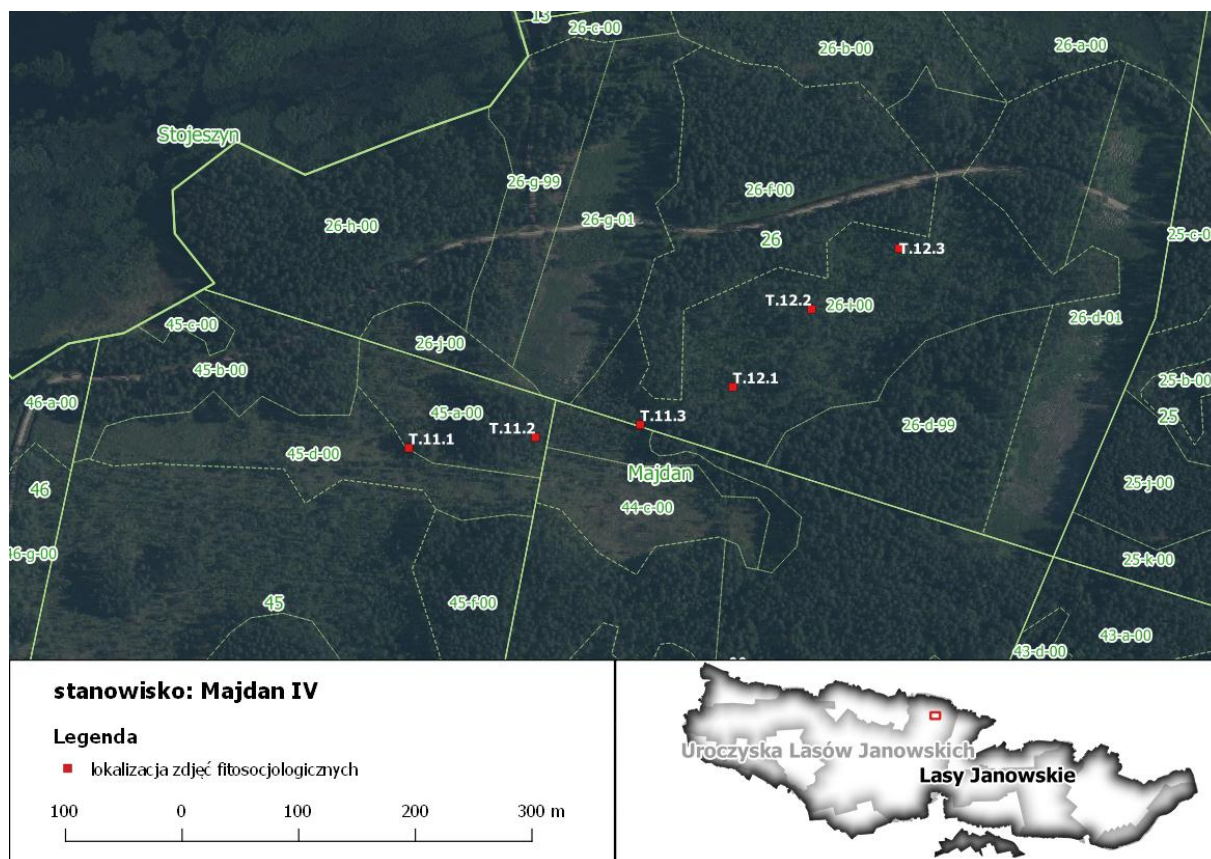 13
26-c-00
26-b-00
26-a-00
Stojeszyn
26-g-99
26-f-00
26-h-00
26-g-01
25-c-0
26
T.12.3
T.12.2
26-i-00
45-c-00
26-j-00
26-d-01
45-b-00
25-b-00
46-a-00
T.12.1
45-a-00
25
T.11.3
T.11.2
26-d-99
T.11.1
45-d-00
Majdan
46
25-j-00
44-c-00
46-g-00
25-k-00
45
45-f-00
43-a-00
43-d-00
stanowisko: Majdan IV
Legenda
lokalizacja zdjęć fitosocjologicznych
100 0 100 200 300 m
Uroczyska Lasów Janowskich
Lasy Janowskie